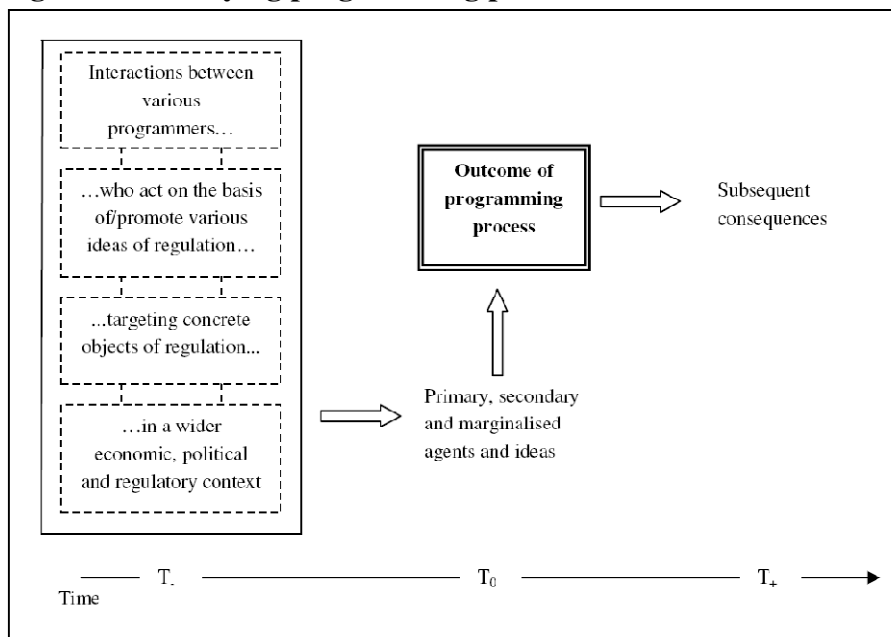 Interactions between
various
programmers…
…who act on the basis
of/promote various
ideas of regulation…
...targeting concrete
objects of regulation...
…in a wider
economic, political
and regulatory context
Outcome of
programming
process
Subsequent
consequences
Primary, secondary
and marginalised
agents and ideas
T-
T0
T+
Time